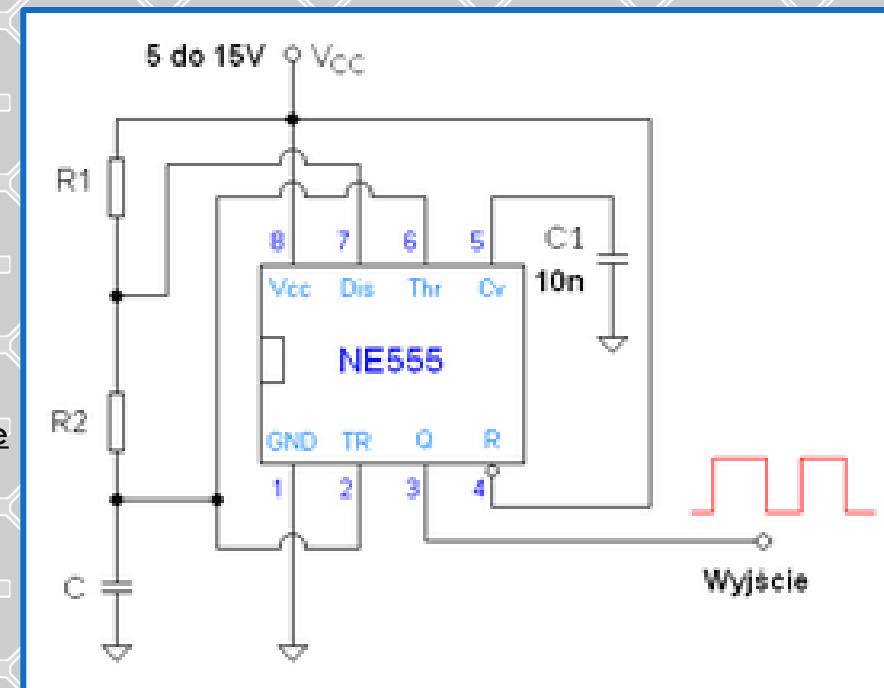 5 do 15V VCC
R1
8 7 6 5
C1
10n
Vcc Dis Thr Cv
NE555
R2
e
GND TR Q R
1 2 3 4
C
Wyjście